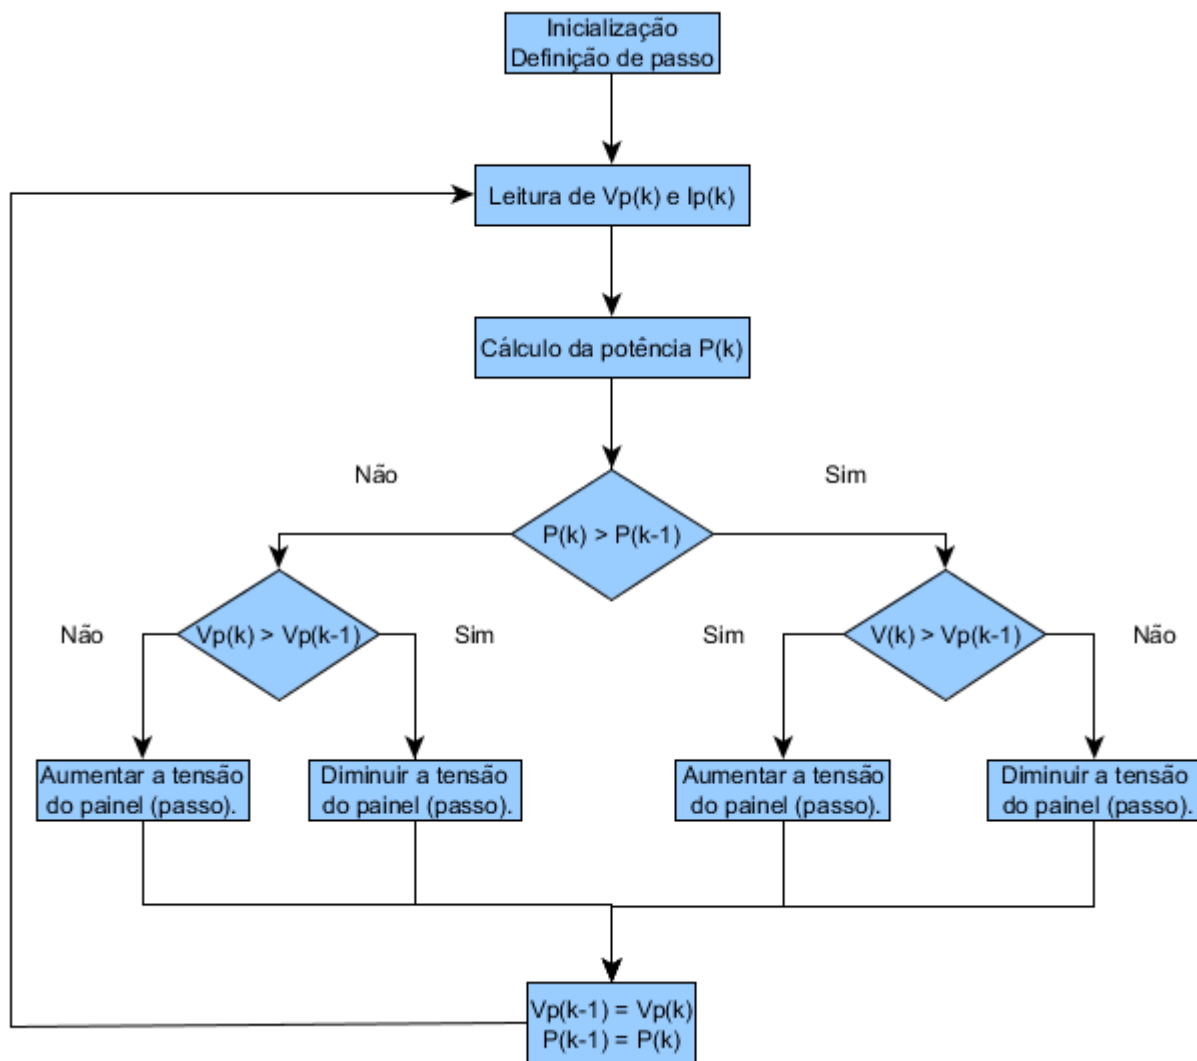 Inicialização
Definição de passo
Leitura de Vp(k) e Ip(k)
Cálculo da potência P(k)
Não
Sim
P(k) > P(k-1)
Não
Vp(k) > Vp(k-1)
Sim
Sim
V(k) > Vp(k-1)
Não
Aumentar a tensão
do painel (passo).
Diminuir a tensão
do painel (passo).
Aumentar a tensão
do painel (passo).
Diminuir a tensão
do painel (passo).
Vp(k-1) = Vp(k)
P(k-1) = P(k)